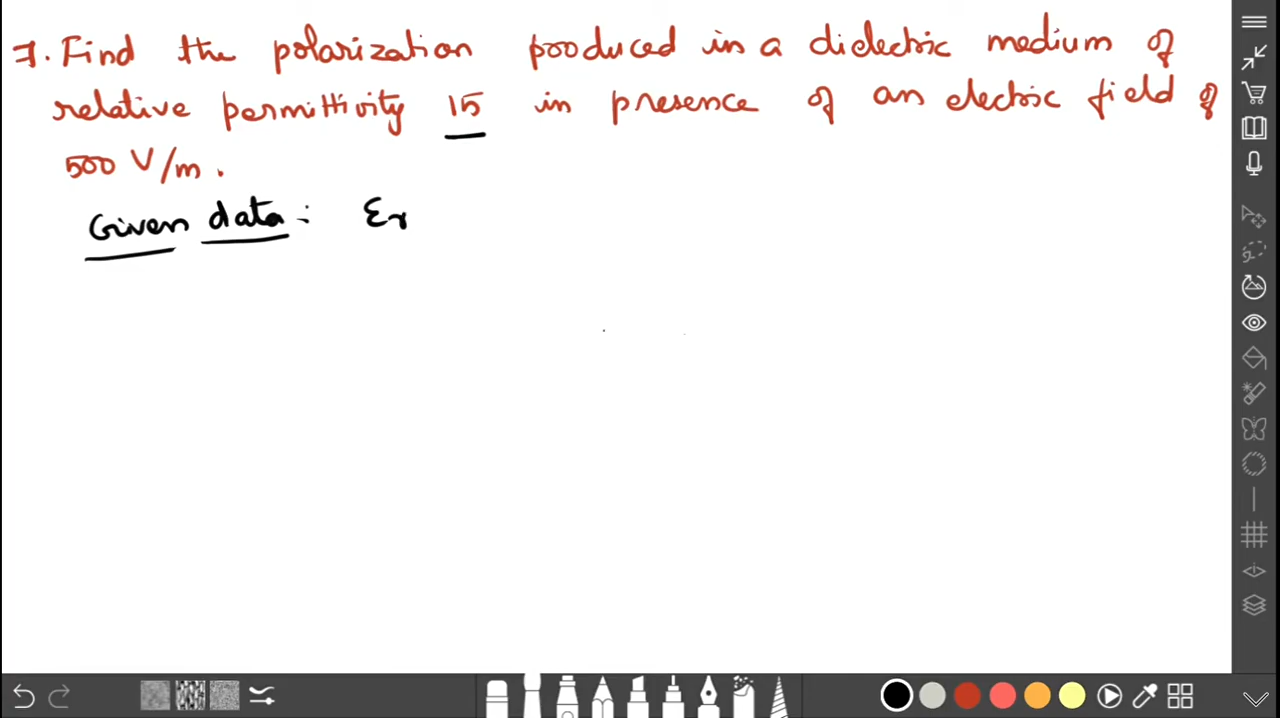 7. Find the polarization produced in a dielectric medium of
relative permittivity 15 in presence of an electric field of
500 V/m.
Given data : εr